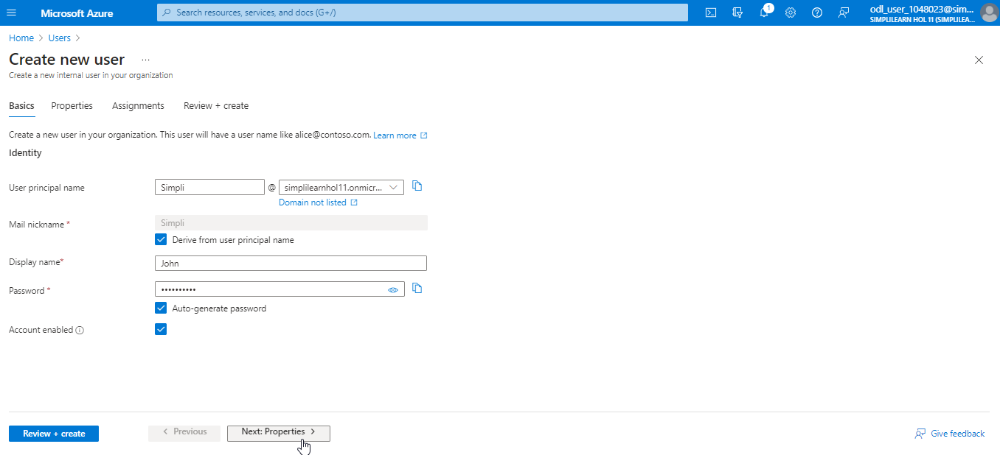 Microsoft Azure
Search resources, services, and docs (G+/)
1
odl_user_1048023@sim...
SIMPLILEARN HOL 11 (SIMPLILEA...
Home > Users >
Create new user ...
Create a new internal user in your organization
Basics Properties Assignments Review + create
Create a new user in your organization. This user will have a user name like alice@contoso.com. Learn more
Identity
User principal name Simpli @ simplilearnhol11.onmicr...
Domain not listed
Mail nickname * Simpli
Derive from user principal name
Display name* John
Password * ••••••••••
Auto-generate password
Account enabled
Review + create < Previous Next: Properties > Give feedback